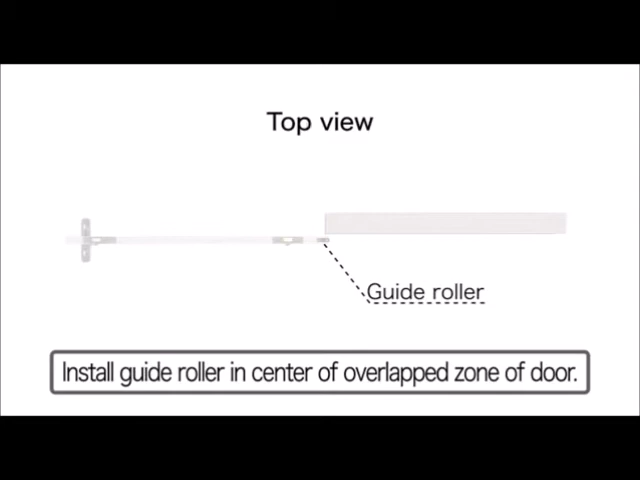 Top view
Guide roller
Install guide roller in center of overlapped zone of door.